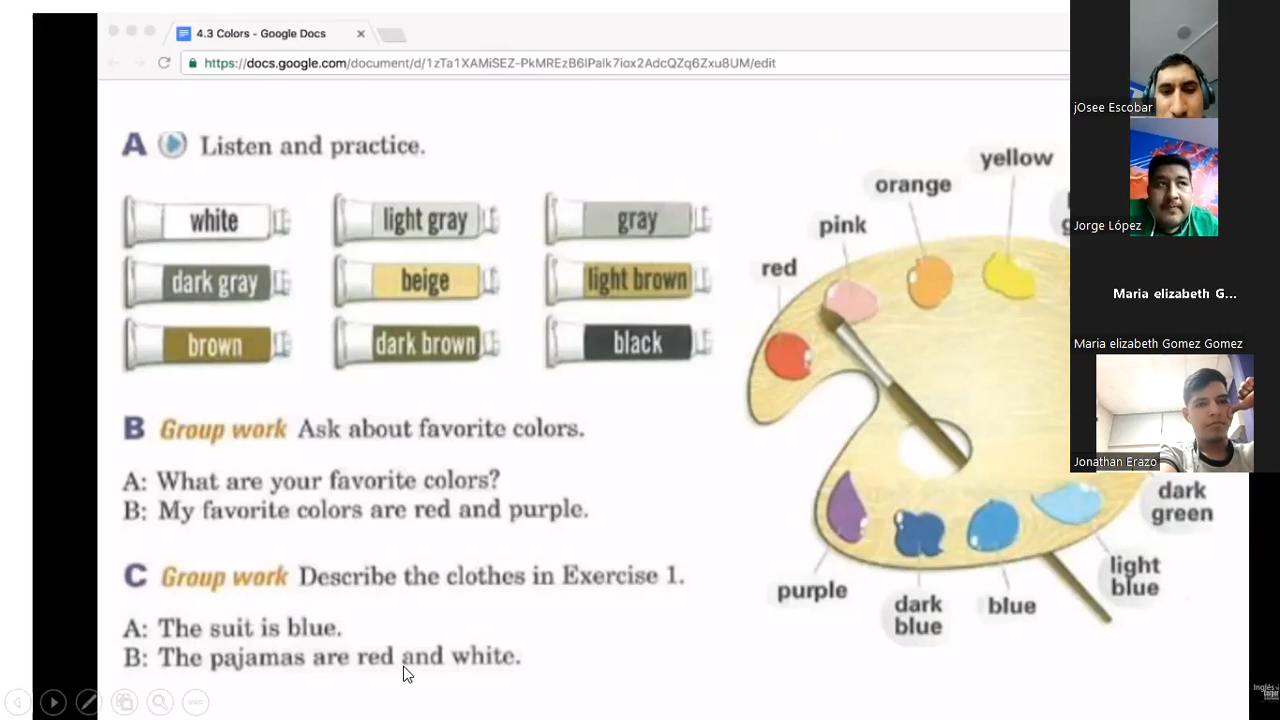 4.3 Colors - Google Docs
https://docs.google.com/document/d/1zTa1XAMiSEZ-PkMREzB6lPalk7iox2AdcQZq6Zxu8UM/edit
A Listen and practice.
white light gray gray
dark gray beige light brown
brown dark brown black
red
pink
orange
yellow
purple
dark
blue
blue
light
blue
dark
green
B Group work Ask about favorite colors.
A: What are your favorite colors?
B: My favorite colors are red and purple.
C Group work Describe the clothes in Exercise 1.
A: The suit is blue.
B: The pajamas are red and white.
jOsee Escobar
Jorge López
Maria elizabeth G...
Maria elizabeth Gomez Gomez
Jonathan Erazo
Inglés